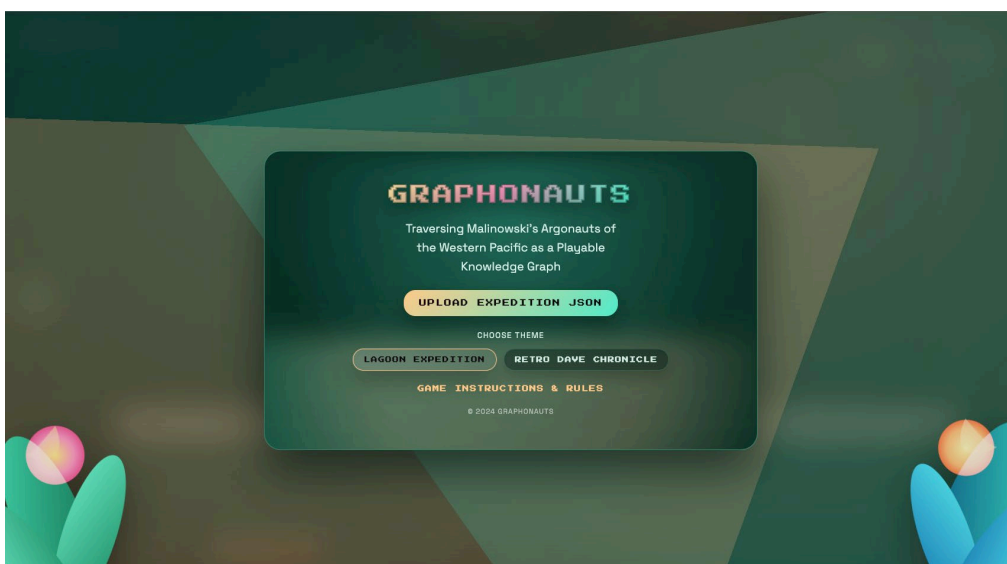 GRAPHONAUTS
Traversing Malinowski's Argonauts of
the Western Pacific as a Playable
Knowledge Graph
UPLOAD EXPEDITION JSON
CHOOSE THEME
LAGOON EXPEDITION
RETRO DAVE CHRONICLE
GAME INSTRUCTIONS & RULES
© 2024 GRAPHONAUTS